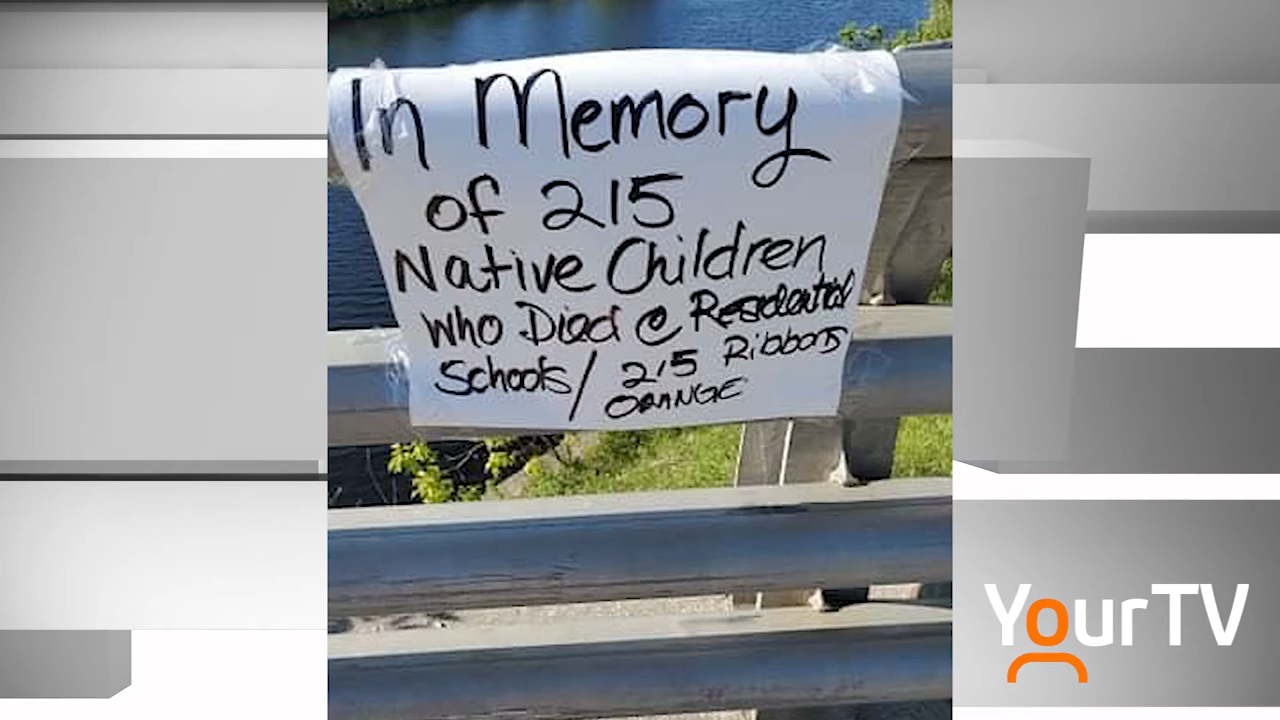 In Memory
of 215
Native Children
who Died @ Residential
Schools/ 215 Ribbons
ORANGE
YourTV